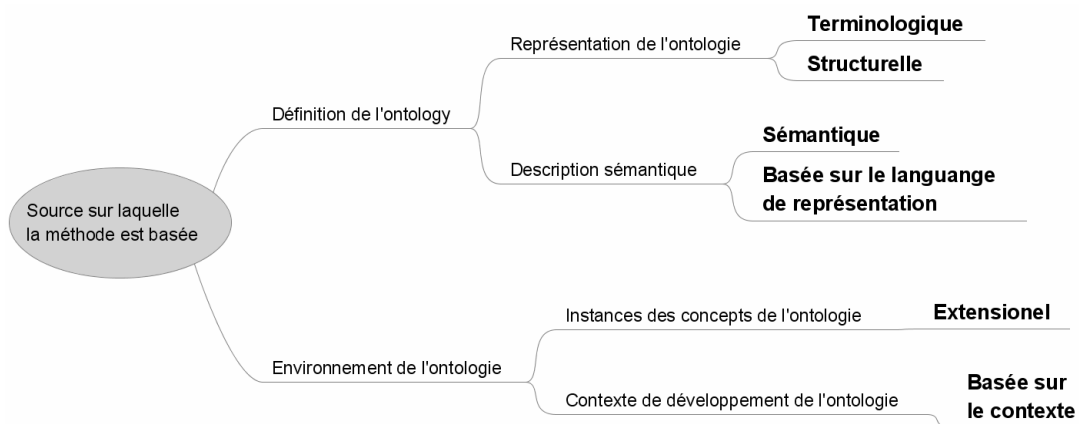 Source sur laquelle
la méthode est basée
Définition de l'ontology
Représentation de l'ontologie
Terminologique
Structurelle
Description sémantique
Sémantique
Basée sur le languange
de représentation
Environnement de l'ontologie
Instances des concepts de l'ontologie
Extensionel
Contexte de développement de l'ontologie
Basée sur
le contexte